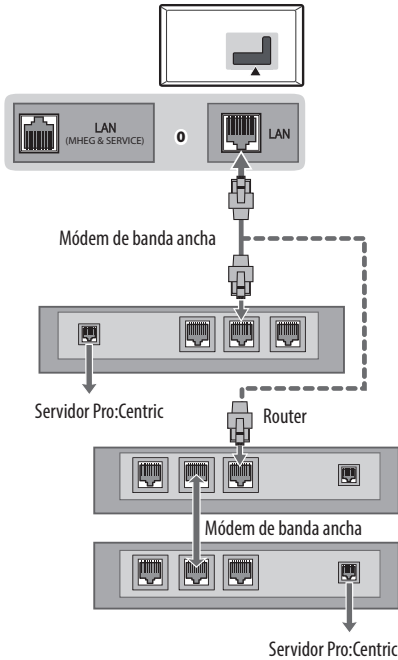 LAN
(MHEG & SERVICE)
o
LAN
Módem de banda ancha
Servidor Pro:Centric
Router
Módem de banda ancha
Servidor Pro:Centric